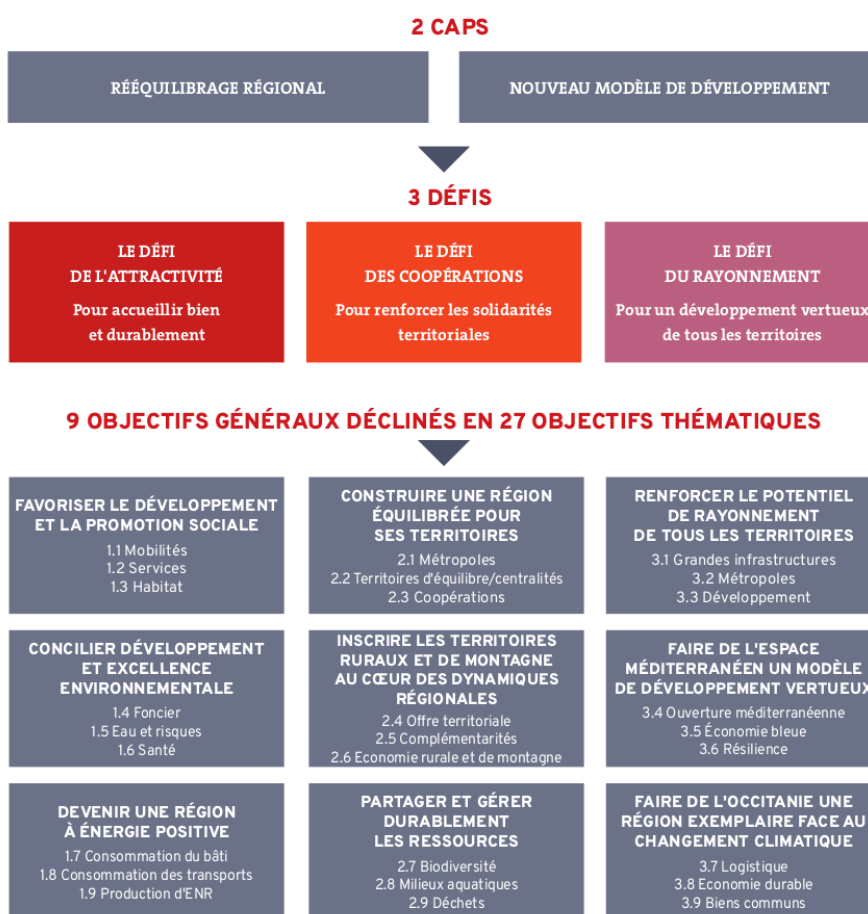 2 CAPS
RÉÉQUILIBRAGE RÉGIONAL
NOUVEAU MODÈLE DE DÉVELOPPEMENT
3 DÉFIS
LE DÉFI
DE L'ATTRACTIVITÉ
Pour accueillir bien
et durablement
LE DÉFI
DES COOPÉRATIONS
Pour renforcer les solidarités
territoriales
LE DÉFI
DU RAYONNEMENT
Pour un développement vertueux
de tous les territoires
9 OBJECTIFS GÉNÉRAUX DÉCLINÉS EN 27 OBJECTIFS THÉMATIQUES
FAVORISER LE DÉVELOPPEMENT
ET LA PROMOTION SOCIALE
1.1 Mobilités
1.2 Services
1.3 Habitat
CONSTRUIRE UNE RÉGION
ÉQUILIBRÉE POUR
SES TERRITOIRES
2.1 Métropoles
2.2 Territoires d'équilibre/centralités
2.3 Coopérations
RENFORCER LE POTENTIEL
DE RAYONNEMENT
DE TOUS LES TERRITOIRES
3.1 Grandes infrastructures
3.2 Métropoles
3.3 Développement
CONCILIER DÉVELOPPEMENT
ET EXCELLENCE
ENVIRONNEMENTALE
1.4 Foncier
1.5 Eau et risques
1.6 Santé
INSCRIRE LES TERRITOIRES
RURAUX ET DE MONTAGNE
AU CŒUR DES DYNAMIQUES
RÉGIONALES
2.4 Offre territoriale
2.5 Complémentarités
2.6 Economie rurale et de montagne
FAIRE DE L'ESPACE
MÉDITERRANÉEN UN MODÈLE
DE DÉVELOPPEMENT VERTUEUX
3.4 Ouverture méditerranéenne
3.5 Économie bleue
3.6 Résilience
DEVENIR UNE RÉGION
À ÉNERGIE POSITIVE
1.7 Consommation du bâti
1.8 Consommation des transports
1.9 Production d'ENR
PARTAGER ET GÉRER
DURABLEMENT
LES RESSOURCES
2.7 Biodiversité
2.8 Milieux aquatiques
2.9 Déchets
FAIRE DE L'OCCITANIE UNE
RÉGION EXEMPLAIRE FACE AU
CHANGEMENT CLIMATIQUE
3.7 Logistique
3.8 Economie durable
3.9 Biens communs